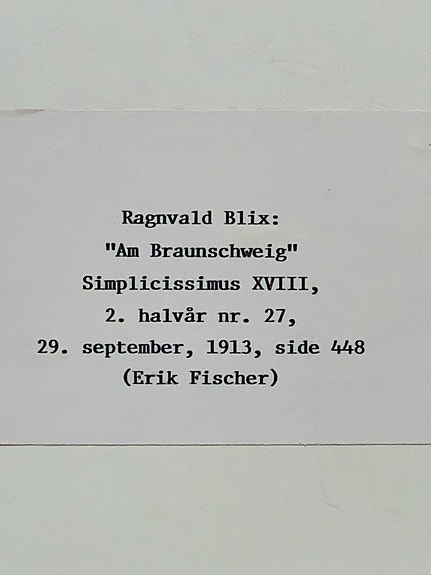 Ragnvald Blix:
"Am Braunschweig"
Simplicissimus XVIII,
2. halvår nr. 27,
29. september, 1913, side 448
(Erik Fischer)